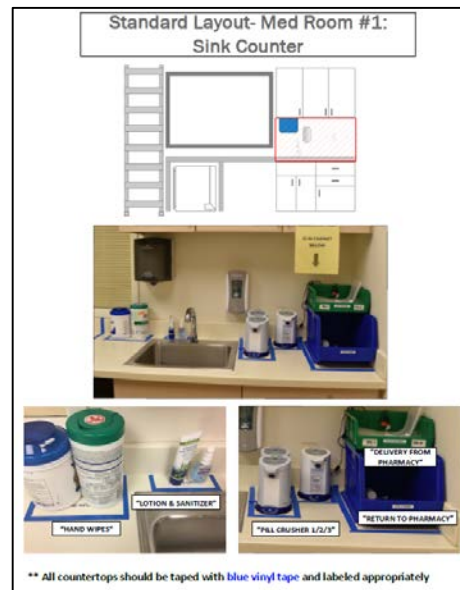 Standard Layout- Med Room #1:
Sink Counter
"DELIVERY FROM
PHARMACY"
"LOTION & SANITIZER"
"HAND WIPES"
"PILL CRUSHER 1/2/3"
"RETURN TO PHARMACY"
** All countertops should be taped with blue vinyl tape and labeled appropriately